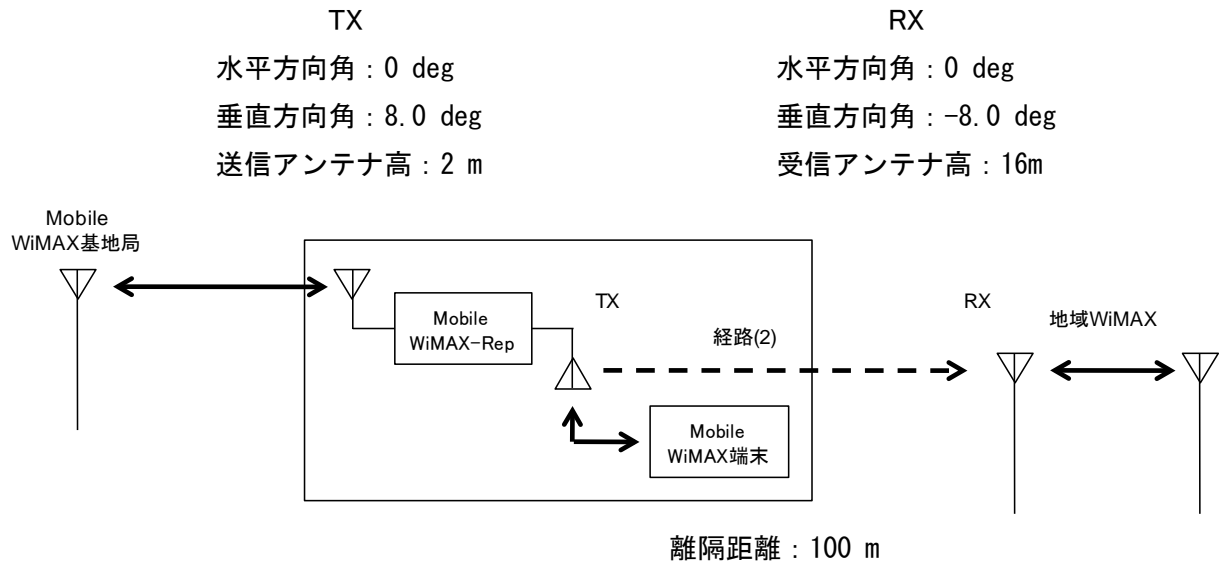 TX
水平方向角：0 deg
垂直方向角：8.0 deg
送信アンテナ高：2 m
RX
水平方向角：0 deg
垂直方向角：-8.0 deg
受信アンテナ高：16m
Mobile
WiMAX基地局
Mobile
WiMAX-Rep
TX
経路(2)
RX
地域WiMAX
Mobile
WiMAX端末
離隔距離：100 m